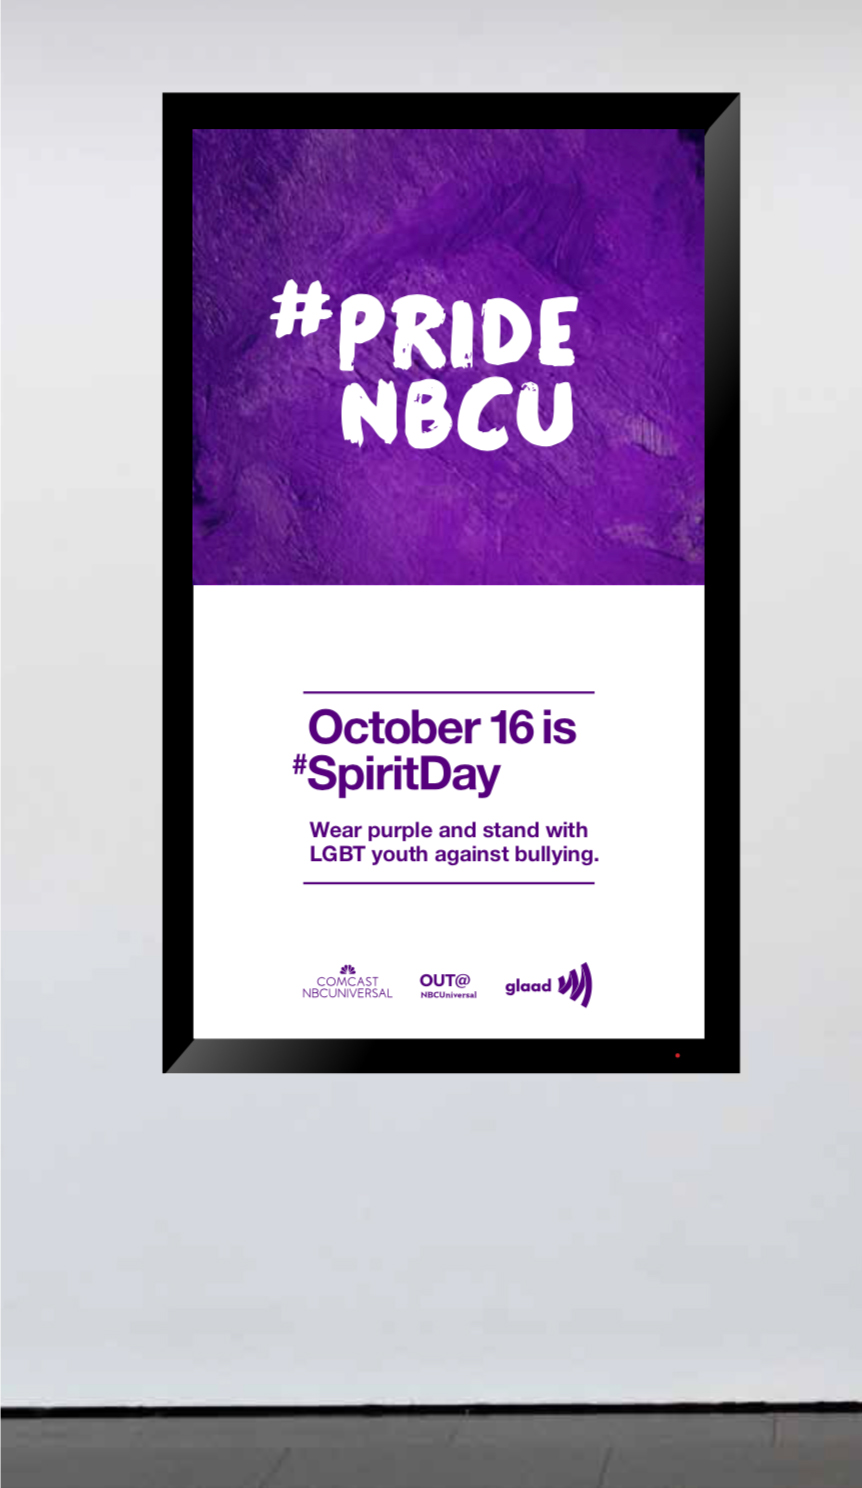 #PRIDE
NBCU
October 16 is
#SpiritDay
Wear purple and stand with
LGBT youth against bullying.
COMCAST
NBCUNIVERSAL
OUT@
NBCUniversal
glaad